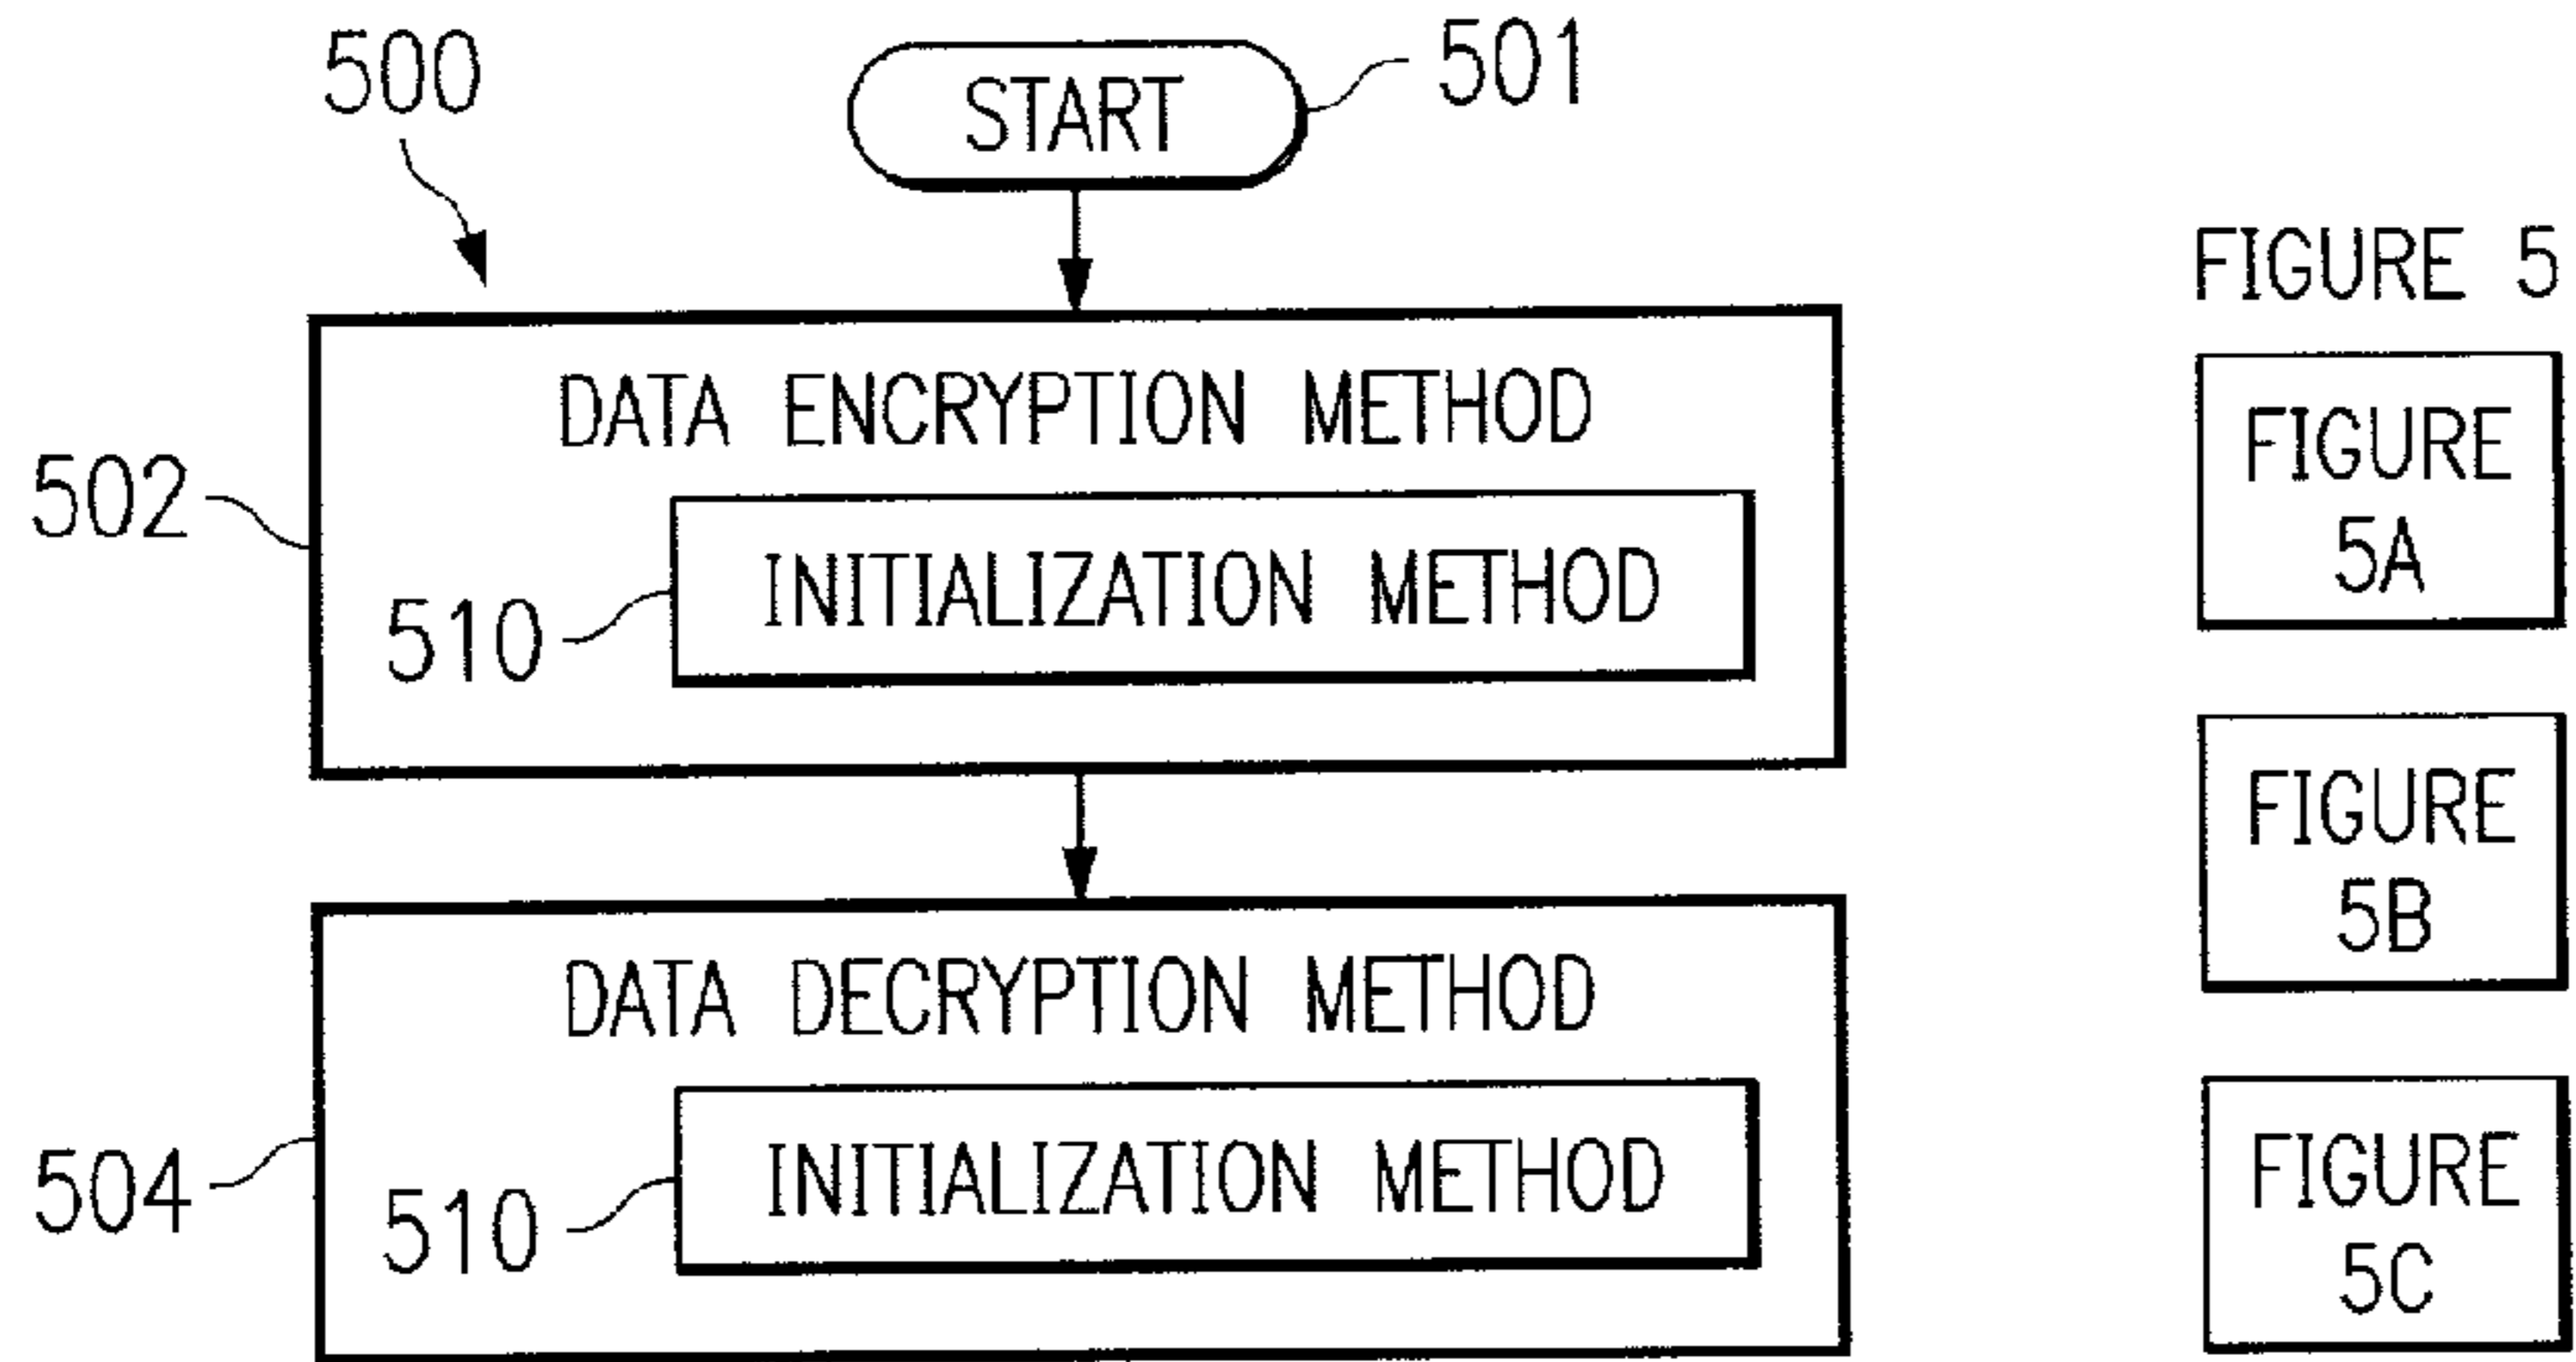 500
START
501
DATA ENCRYPTION METHOD
502
INITIALIZATION METHOD
510
DATA DECRYPTION METHOD
504
INITIALIZATION METHOD
510
FIGURE 5
FIGURE
5A
FIGURE
5B
FIGURE
5C